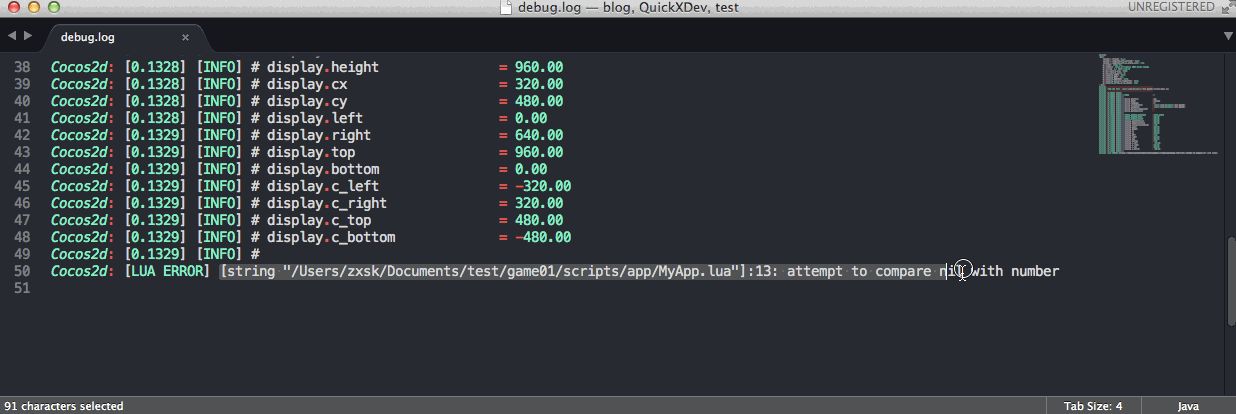 debug.log — blog, QuickXDev, test
UNREGISTERED
debug.log ×
38 Cocos2d: [0.1328] [INFO] # display.height = 960.00
39 Cocos2d: [0.1328] [INFO] # display.cx = 320.00
40 Cocos2d: [0.1328] [INFO] # display.cy = 480.00
41 Cocos2d: [0.1328] [INFO] # display.left = 0.00
42 Cocos2d: [0.1329] [INFO] # display.right = 640.00
43 Cocos2d: [0.1329] [INFO] # display.top = 960.00
44 Cocos2d: [0.1329] [INFO] # display.bottom = 0.00
45 Cocos2d: [0.1329] [INFO] # display.c_left = -320.00
46 Cocos2d: [0.1329] [INFO] # display.c_right = 320.00
47 Cocos2d: [0.1329] [INFO] # display.c_top = 480.00
48 Cocos2d: [0.1329] [INFO] # display.c_bottom = -480.00
49 Cocos2d: [0.1329] [INFO] #
50 Cocos2d: [LUA ERROR] [string "/Users/zxsk/Documents/test/game01/scripts/app/MyApp.lua"]:13: attempt to compare nil with number
51
91 characters selected
Tab Size: 4
Java